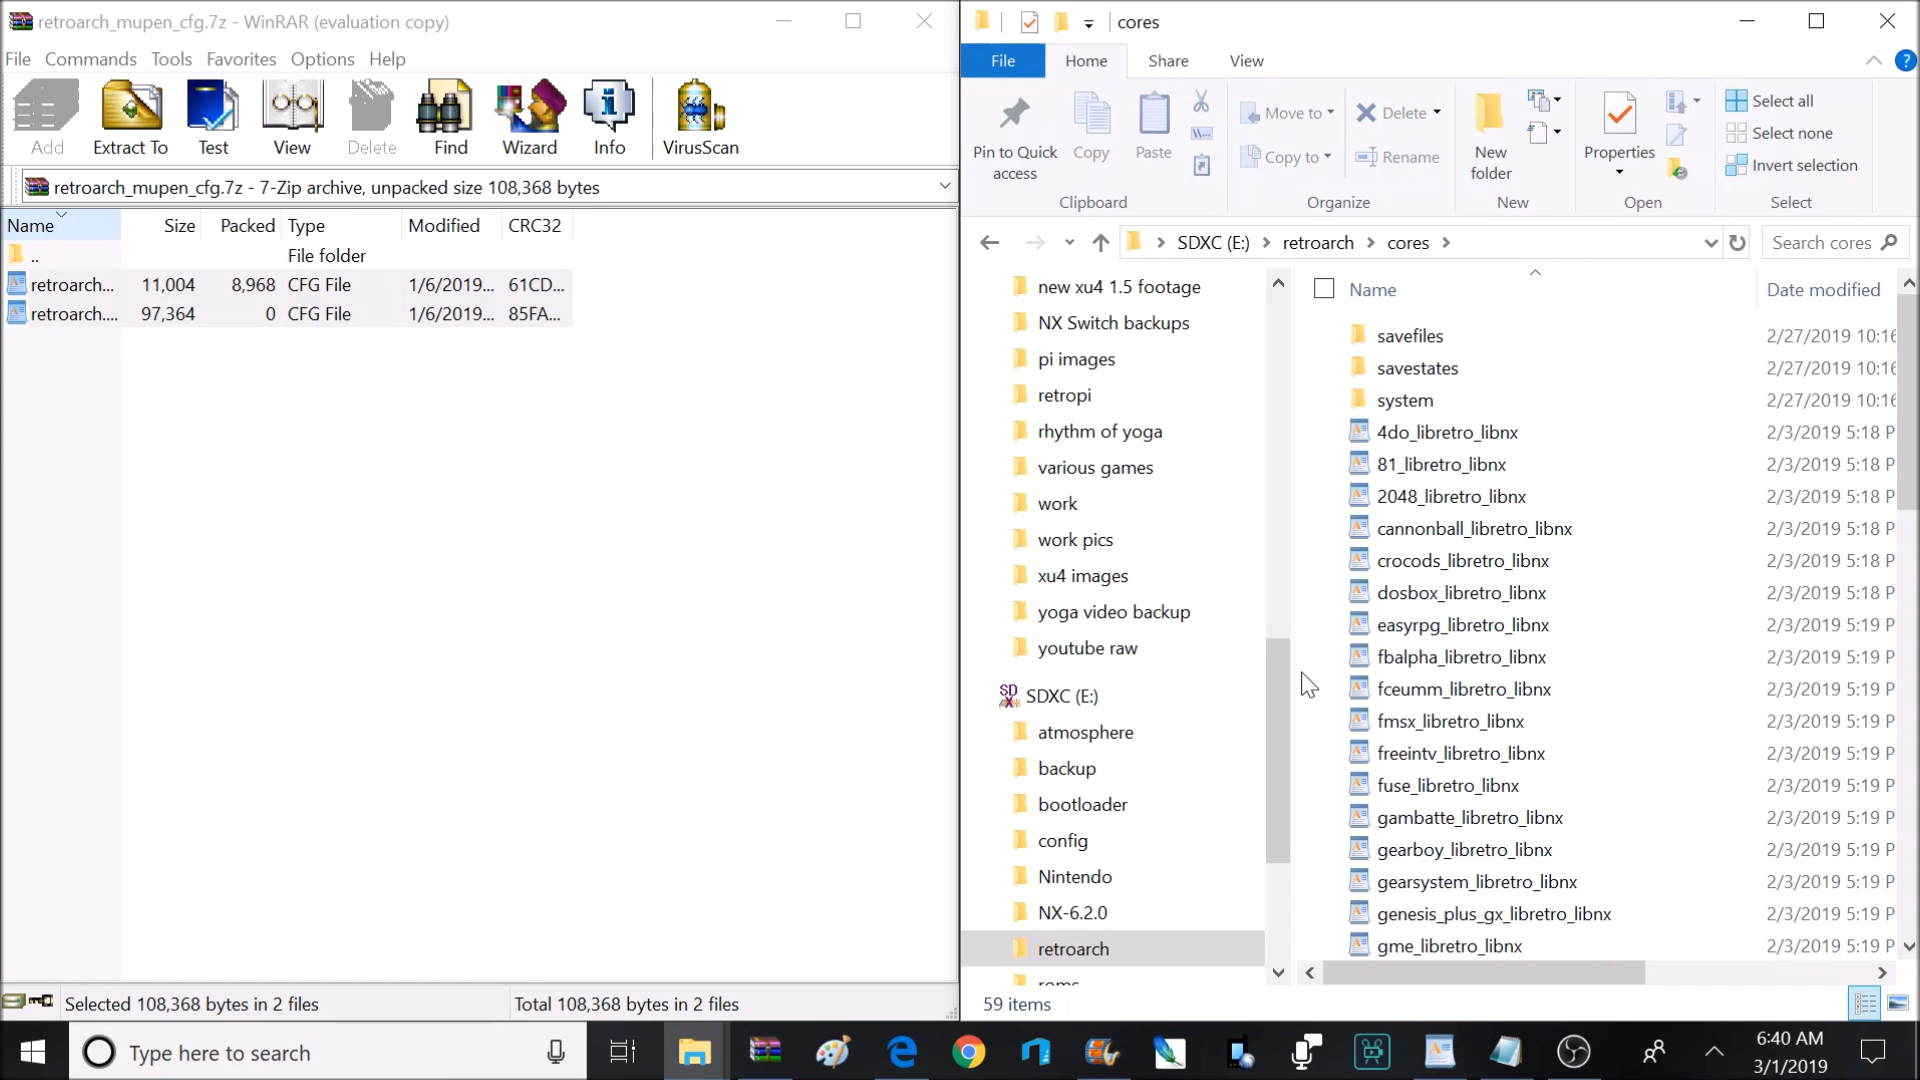 retroarch_mupen_cfg.7z - WinRAR (evaluation copy)
File Commands Tools Favorites Options Help
Add Extract To Test View Delete Find Wizard Info VirusScan
retroarch_mupen_cfg.7z - 7-Zip archive, unpacked size 108,368 bytes
Name Size Packed Type Modified CRC32
.. File folder
retroarch... 11,004 8,968 CFG File 1/6/2019... 61CD...
retroarch.... 97,364 0 CFG File 1/6/2019... 85FA...
Selected 108,368 bytes in 2 files
Total 108,368 bytes in 2 files
cores
File Home Share View
Pin to Quick access
Copy
Paste
Clipboard
Move to
Copy to
Delete
Rename
Organize
New folder
New
Properties
Open
Select all
Select none
Invert selection
Select
SDXC (E:) > retroarch > cores >
Search cores
new xu4 1.5 footage
NX Switch backups
pi images
retropi
rhythm of yoga
various games
work
work pics
xu4 images
yoga video backup
youtube raw
SDXC (E:)
atmosphere
backup
bootloader
config
Nintendo
NX-6.2.0
retroarch
roms
Name Date modified
savefiles 2/27/2019 10:16
savestates 2/27/2019 10:16
system 2/27/2019 10:16
4do_libretro_libnx 2/3/2019 5:18 P
81_libretro_libnx 2/3/2019 5:18 P
2048_libretro_libnx 2/3/2019 5:18 P
cannonball_libretro_libnx 2/3/2019 5:18 P
crocods_libretro_libnx 2/3/2019 5:18 P
dosbox_libretro_libnx 2/3/2019 5:18 P
easyrpg_libretro_libnx 2/3/2019 5:19 P
fbalpha_libretro_libnx 2/3/2019 5:19 P
fceumm_libretro_libnx 2/3/2019 5:19 P
fmsx_libretro_libnx 2/3/2019 5:19 P
freeintv_libretro_libnx 2/3/2019 5:19 P
fuse_libretro_libnx 2/3/2019 5:19 P
gambatte_libretro_libnx 2/3/2019 5:19 P
gearboy_libretro_libnx 2/3/2019 5:19 P
gearsystem_libretro_libnx 2/3/2019 5:19 P
genesis_plus_gx_libretro_libnx 2/3/2019 5:19 P
gme_libretro_libnx 2/3/2019 5:19 P
59 items
Type here to search
6:40 AM
3/1/2019